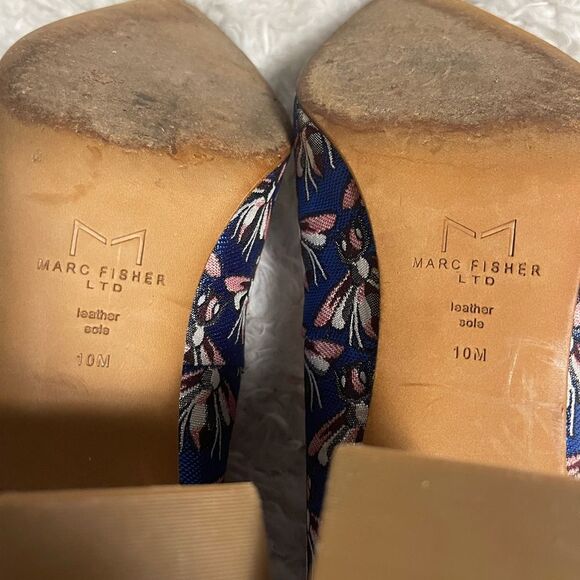 MARC FISHER
LTD
leather
sole
10M
MARC FISHER
LTD
leather
sole
10M